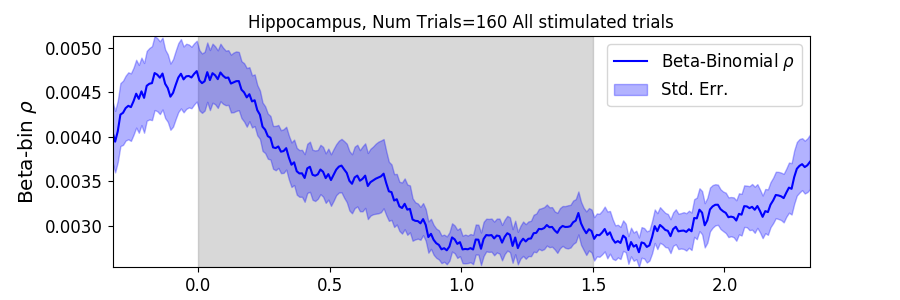 Hippocampus, Num Trials=160 All stimulated trials
Beta-Binomial ρ
Std. Err.
Beta-bin ρ
0.0050
0.0045
0.0040
0.0035
0.0030
0.0 0.5 1.0 1.5 2.0